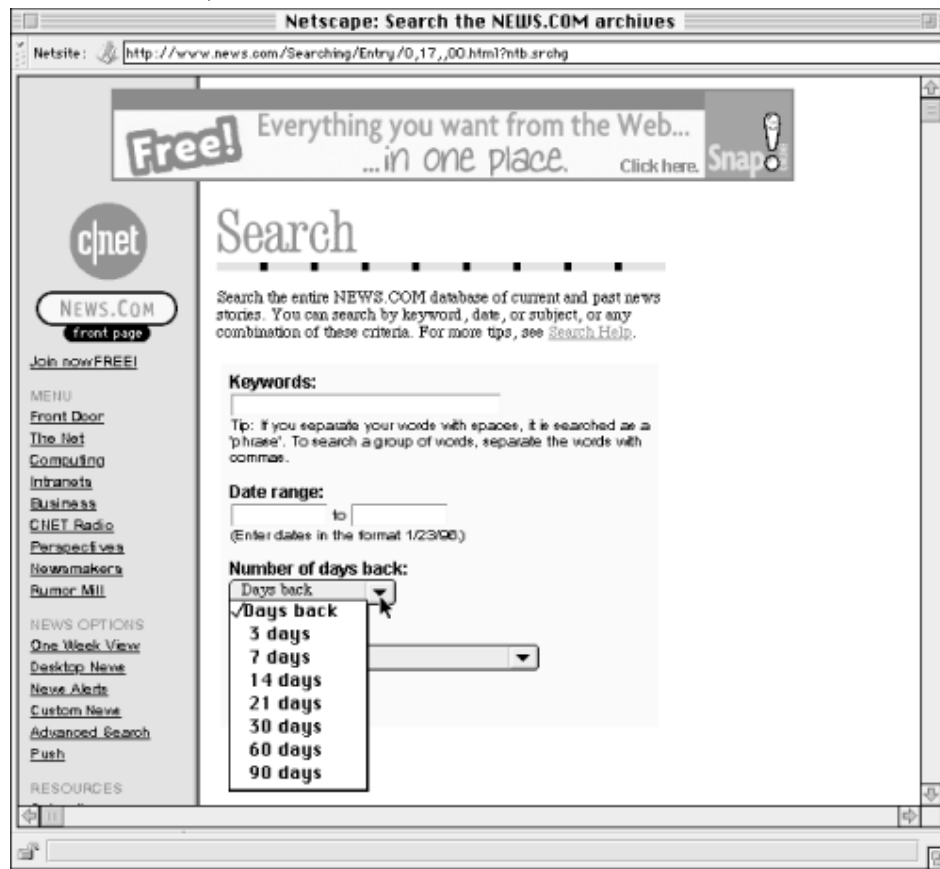 Netscape: Search the NEWS.COM archives
Netsite: http://www.news.com/Searching/Entry/0,17,,00.html?ntb.srchg
Free! Everything you want from the Web...
...in one place. Click here. Snap!
c|net
Search
NEWS.COM
front page
Join now FREE!
Search the entire NEWS.COM database of current and past news
stories. You can search by keyword, date, or subject, or any
combination of these criteria. For more tips, see Search Help.
MENU
Front Door
The Net
Computing
Intranets
Business
CNET Radio
Perspectives
Newsmakers
Rumor Mill
NEWS OPTIONS
One Week View
Desktop News
News Alerts
Custom News
Advanced Search
Push
RESOURCES
Keywords:
Tip: If you separate your words with spaces, it is searched as a
'phrase'. To search a group of words, separate the words with
commas.
Date range:
to
(Enter dates in the format 1/23/96.)
Number of days back:
Days back
✓Days back
3 days
7 days
14 days
21 days
30 days
60 days
90 days